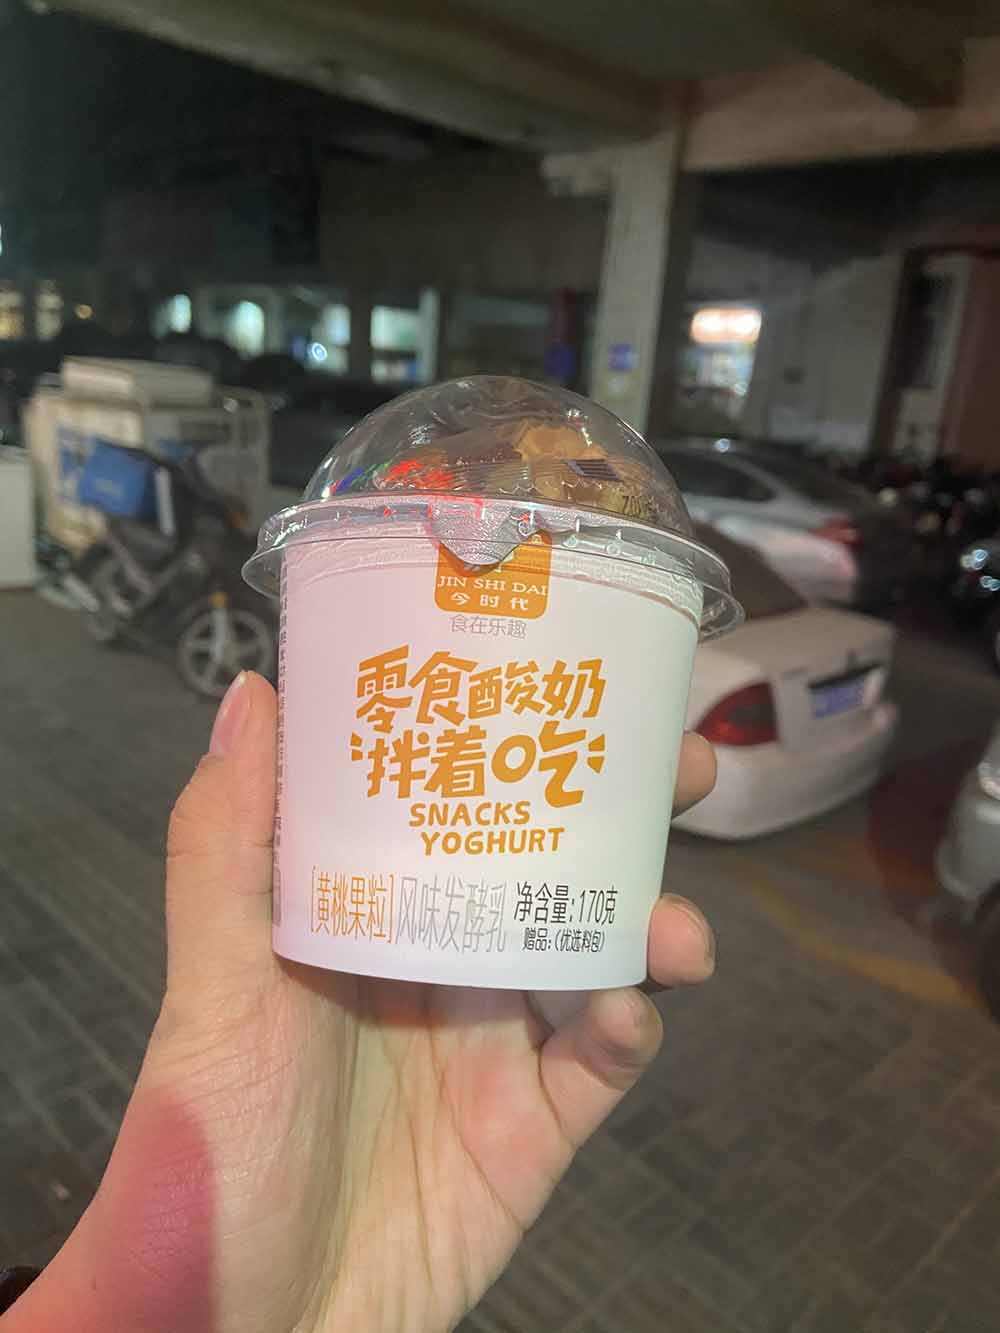 JIN SHI DAI
今时代
食在乐趣
零食酸奶
拌着吃
SNACKS
YOGHURT
[黄桃果粒]风味发酵乳
净含量:170克
赠品:(优选料包)